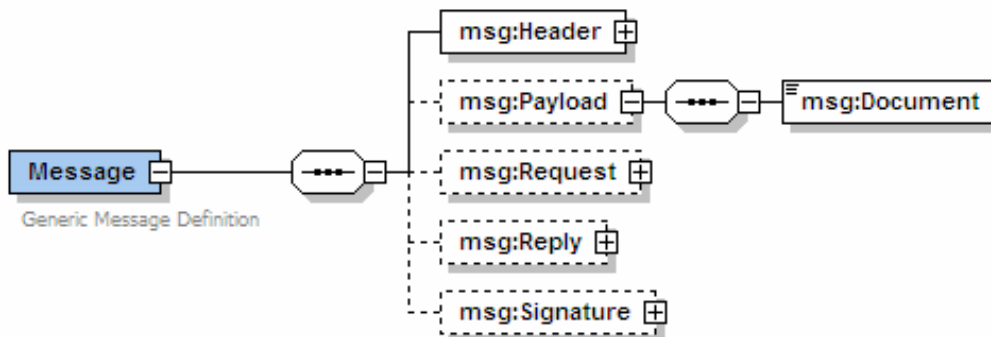 msg:Header
msg:Payload
msg:Document
msg:Request
Message
Generic Message Definition
msg:Reply
msg:Signature